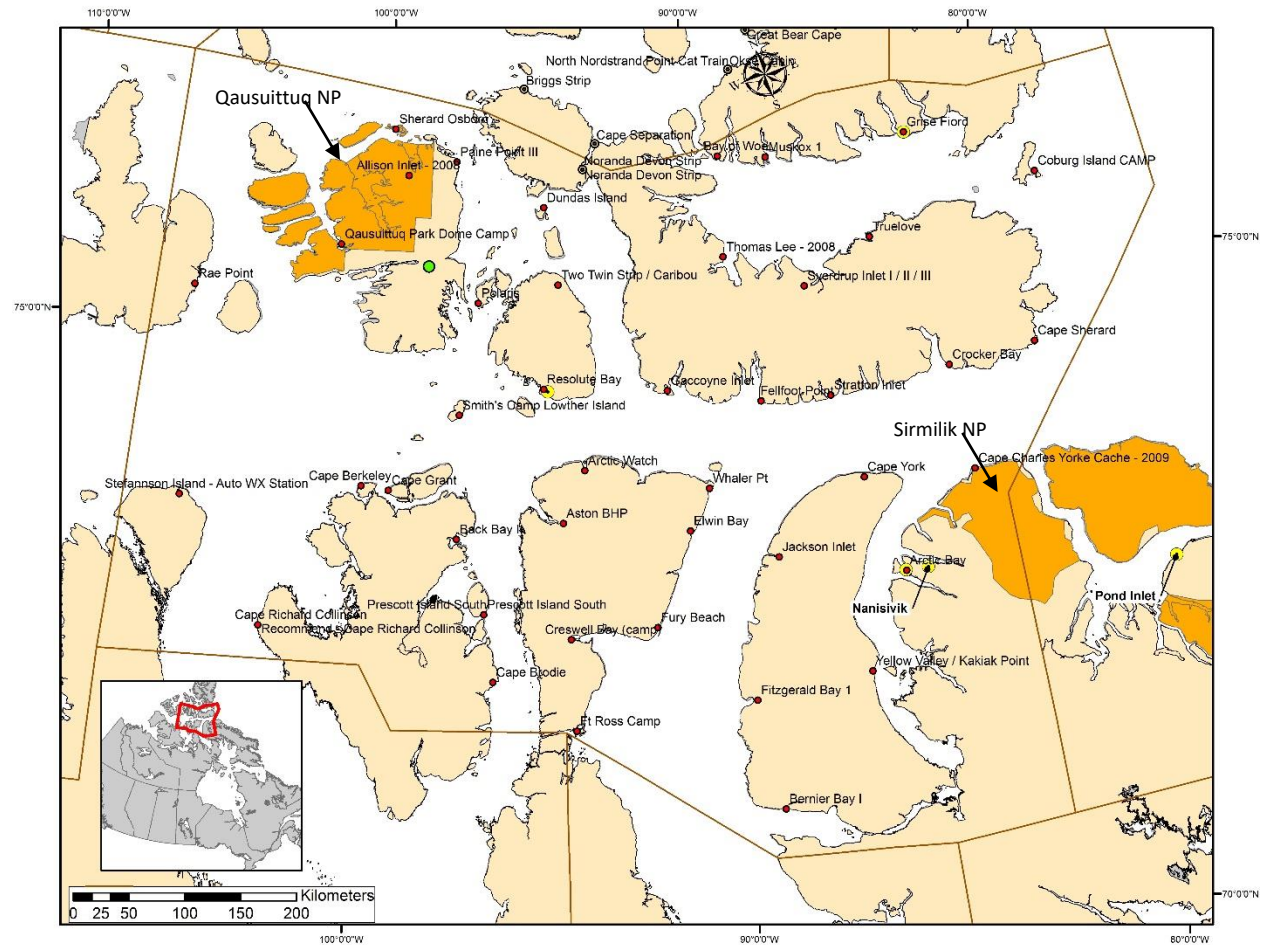 110°0'0"W 100°0'0"W 90°0'0"W 80°0'0"W
Great Bear Cape
North Nordstrand Point-Cat Train Okse Cabin
Briggs Strip
Qausuittuq NP
Sherard Osborn
Grise Fiord
Cape Separation
Paine Point III
Bay of Woe Muskox 1
Noranda Devon Strip
Coburg Island CAMP
Allison Inlet - 2008
Noranda Devon Strip
Dundas Island
75°0'0"N
Truelove
Qausuittuq Park Dome Camp
Thomas Lee - 2008
Two Twin Strip / Caribou
Sverdrup Inlet I / II / III
Rae Point
Polaris
75°0'0"N
Cape Sherard
Crocker Bay
Resolute Bay
Gaccoyne Inlet
Fellfoot Point
Stratton Inlet
Smith's Camp Lowther Island
Sirmilik NP
Cape Charles Yorke Cache - 2009
Arctic Watch
Cape York
Cape Berkeley
Cape Grant
Stefannson Island - Auto WX Station
Whaler Pt
Aston BHP
Elwin Bay
Back Bay II
Jackson Inlet
Arctic Bay
Nanisivik
Pond Inlet
Prescott Island South Prescott Island South
Cape Richard Collinson
Recommend - Cape Richard Collinson
Fury Beach
Creswell Bay (camp)
Yellow Valley / Kakiak Point
Cape Brodie
Fitzgerald Bay 1
Ft Ross Camp
Bernier Bay I
Kilometers
0 25 50 100 150 200
70°0'0"N
100°0'0"W 90°0'0"W 80°0'0"W